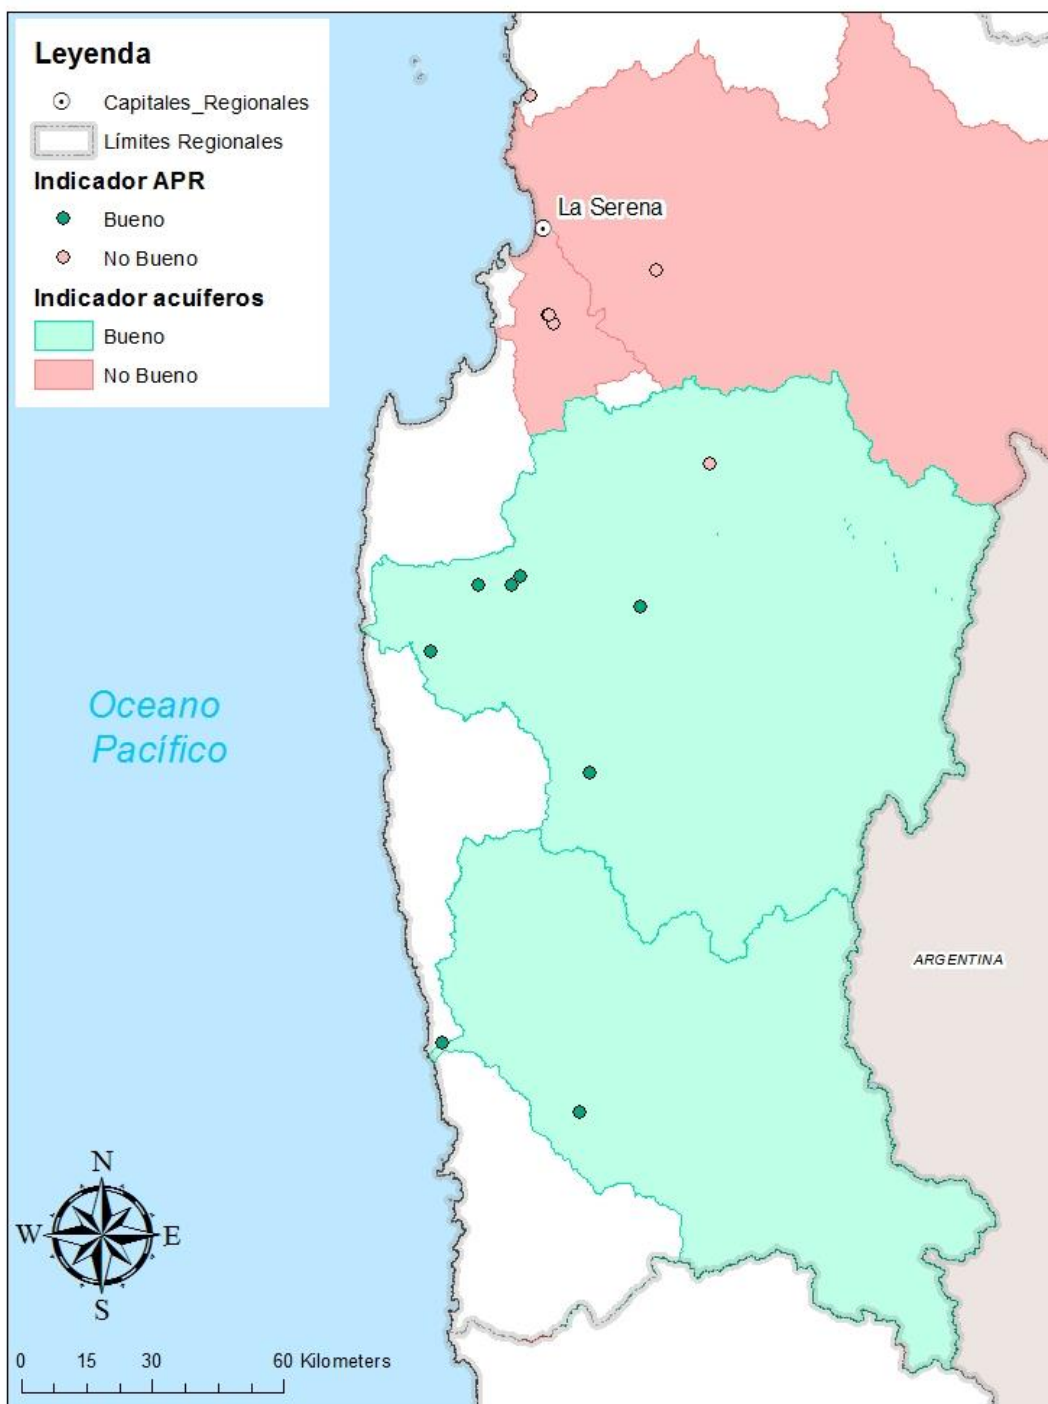 Leyenda
Capitales_Regionales
Límites Regionales
Indicador APR
Bueno
No Bueno
Indicador acuíferos
Bueno
No Bueno
La Serena
Oceano
Pacífico
ARGENTINA
N
W E
S
0 15 30 60 Kilometers